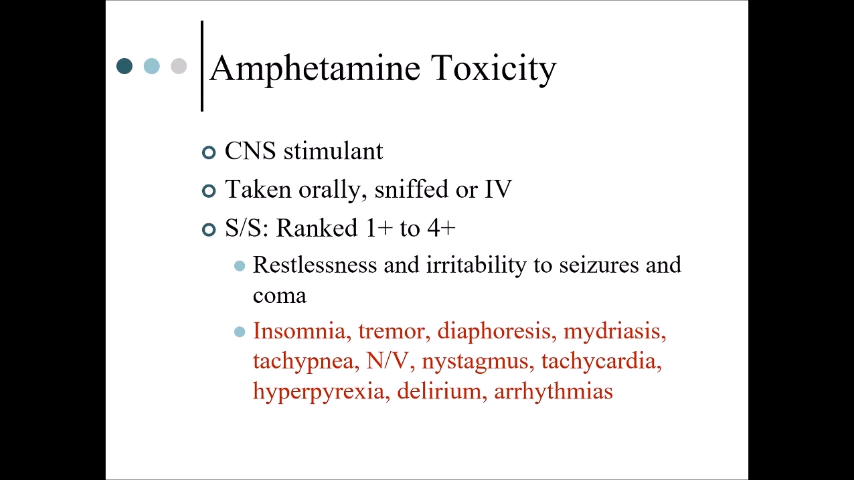 Amphetamine Toxicity
CNS stimulant
Taken orally, sniffed or IV
S/S: Ranked 1+ to 4+
Restlessness and irritability to seizures and
coma
Insomnia, tremor, diaphoresis, mydriasis,
tachypnea, N/V, nystagmus, tachycardia,
hyperpyrexia, delirium, arrhythmias